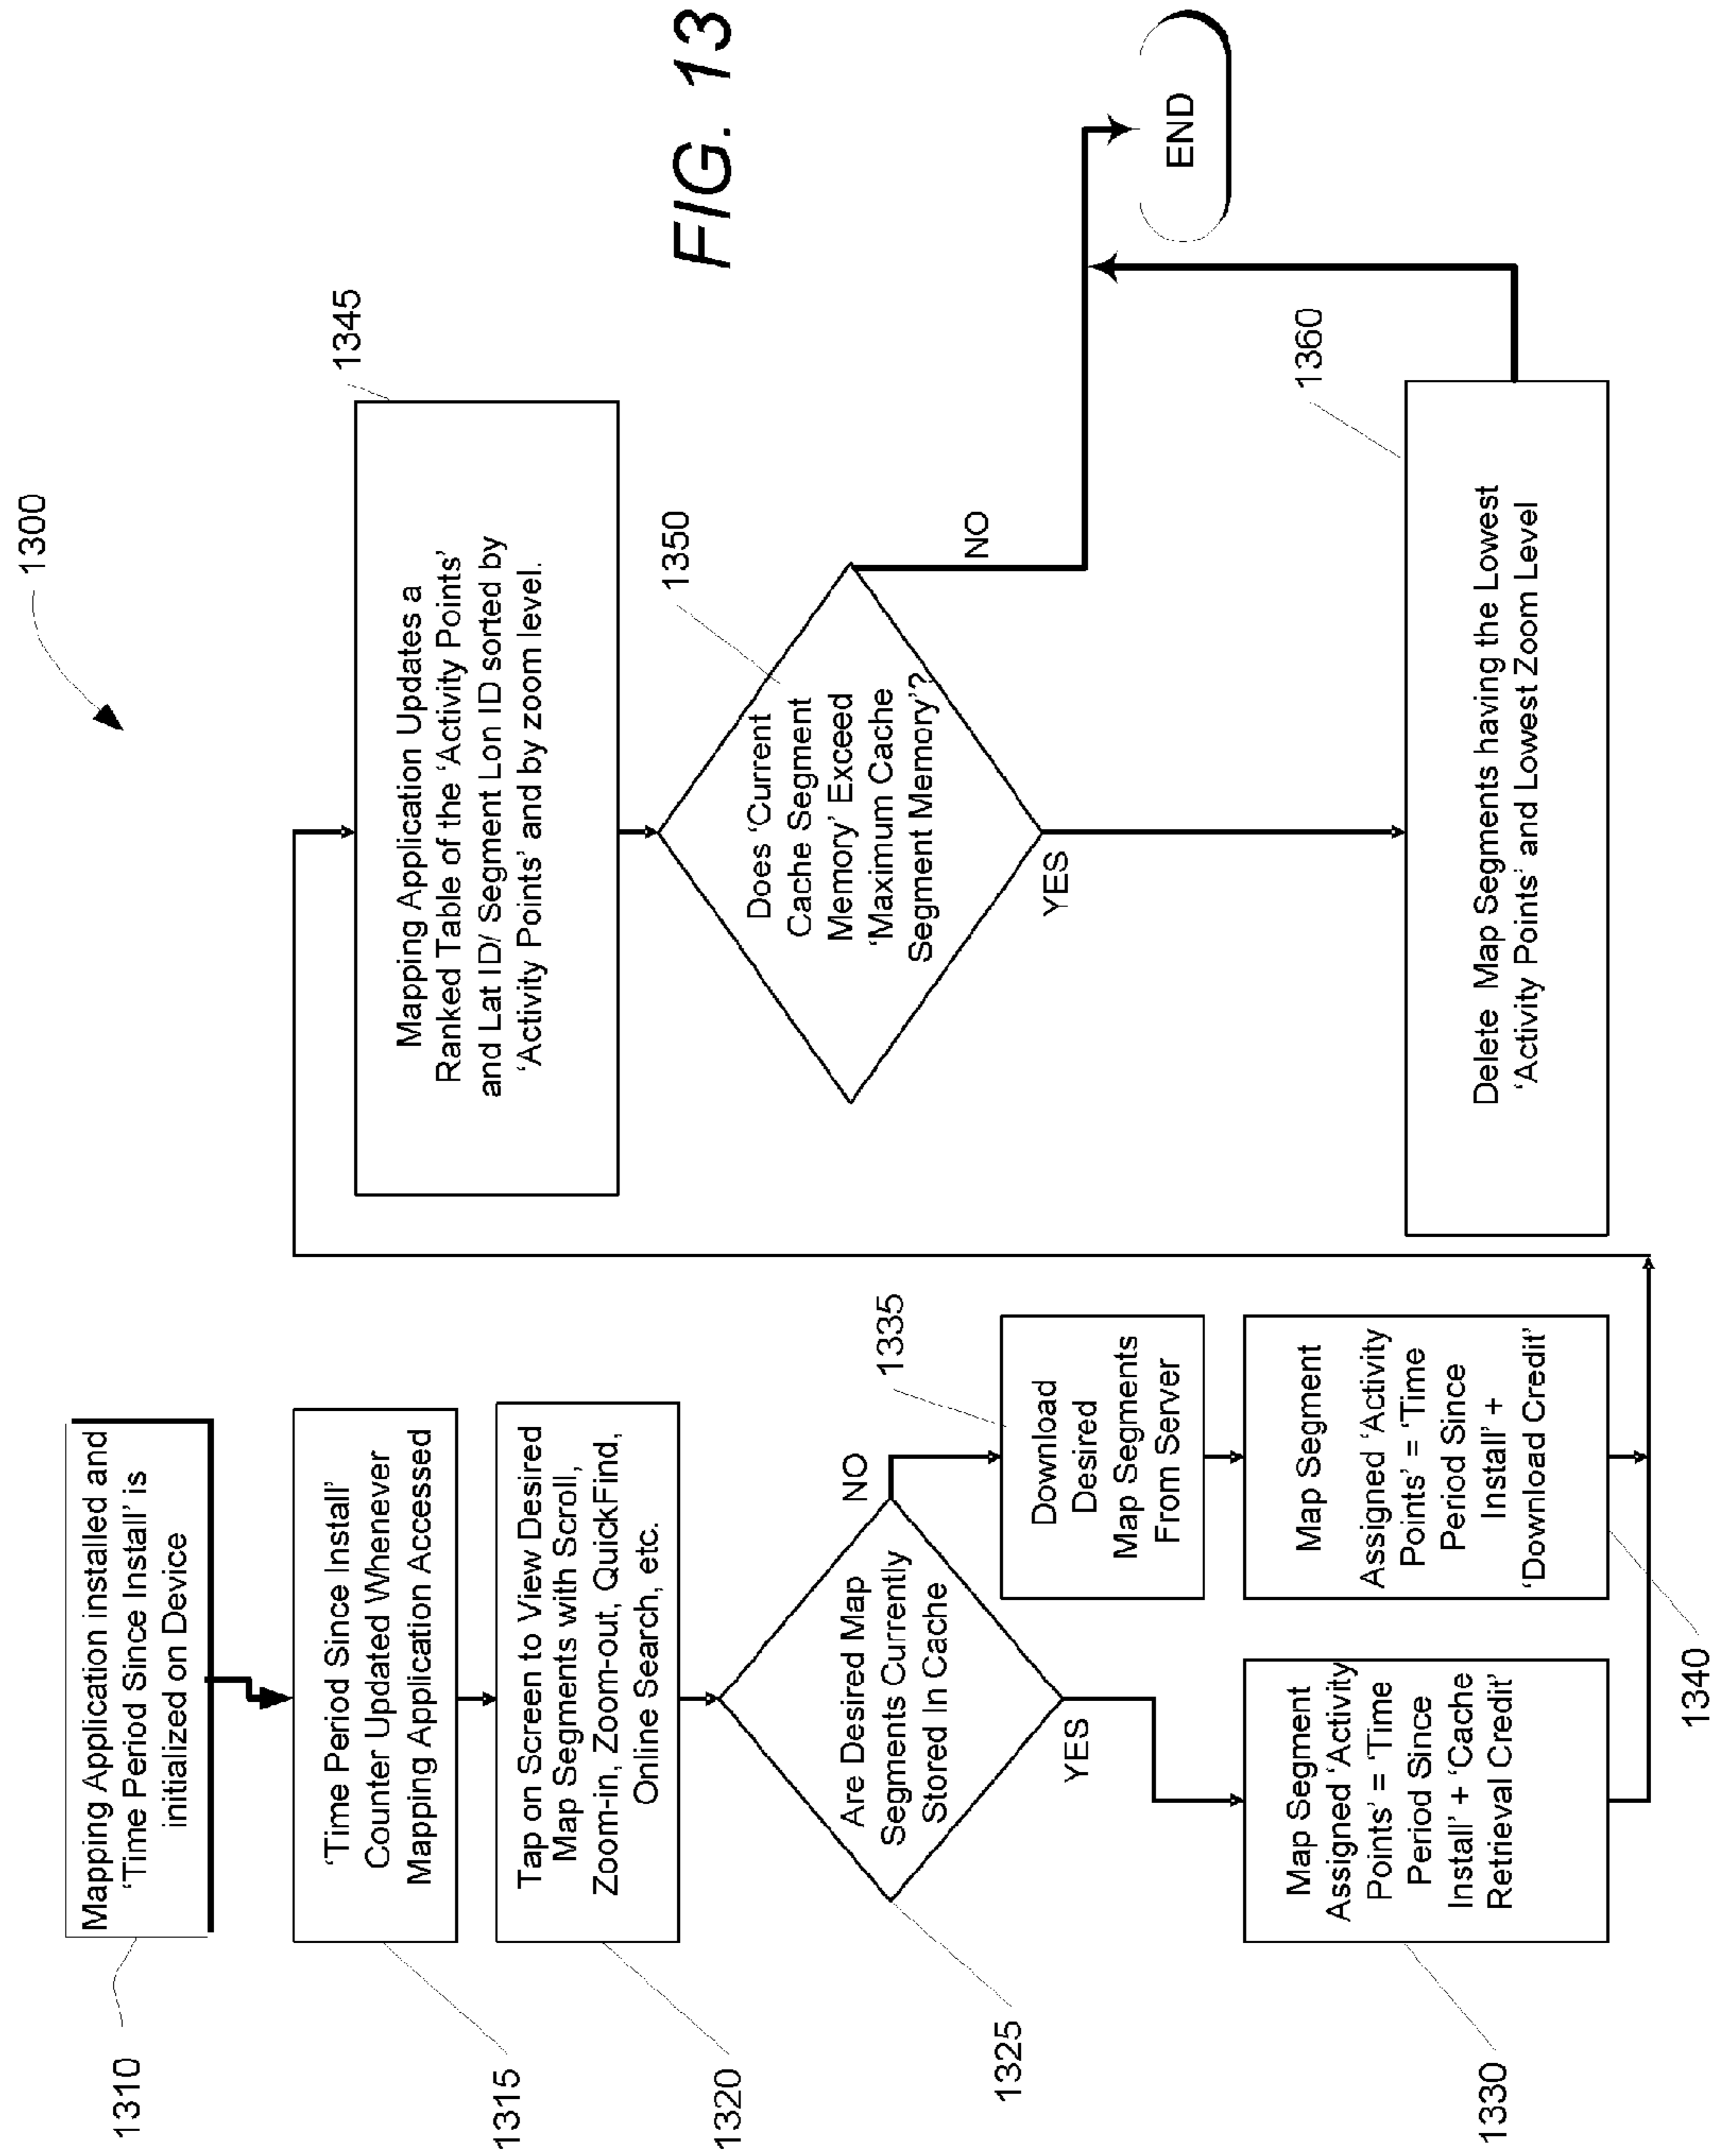 1300
FIG. 13
1310
Mapping Application installed and
'Time Period Since Install' is
initialized on Device
1315
'Time Period Since Install'
Counter Updated Whenever
Mapping Application Accessed
1320
Tap on Screen to View Desired
Map Segments with Scroll,
Zoom-in, Zoom-out, QuickFind,
Online Search, etc.
1325
Are Desired Map
Segments Currently
Stored In Cache
NO
YES
1335
Download
Desired
Map Segments
From Server
1330
Map Segment
Assigned 'Activity
Points' = 'Time
Period Since
Install' + 'Cache
Retrieval Credit'
1340
Map Segment
Assigned 'Activity
Points' = 'Time
Period Since
Install' +
'Download Credit'
1345
Mapping Application Updates a
Ranked Table of the 'Activity Points'
and Lat ID/ Segment Lon ID sorted by
'Activity Points' and by zoom level.
1350
Does 'Current
Cache Segment
Memory' Exceed
'Maximum Cache
Segment Memory'?
NO
YES
1360
Delete Map Segments having the Lowest
'Activity Points' and Lowest Zoom Level
END